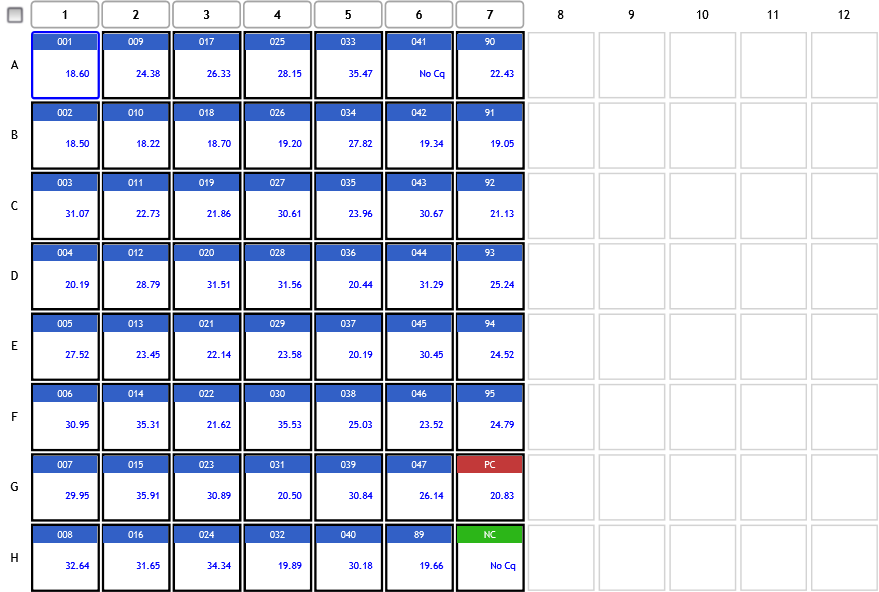 1 2 3 4 5 6 7 8 9 10 11 12
A
001 009 017 025 033 041 90
18.60 24.38 26.33 28.15 35.47 No Cq 22.43
B
002 010 018 026 034 042 91
18.50 18.22 18.70 19.20 27.82 19.34 19.05
C
003 011 019 027 035 043 92
31.07 22.73 21.86 30.61 23.96 30.67 21.13
D
004 012 020 028 036 044 93
20.19 28.79 31.51 31.56 20.44 31.29 25.24
E
005 013 021 029 037 045 94
27.52 23.45 22.14 23.58 20.19 30.45 24.52
F
006 014 022 030 038 046 95
30.95 35.31 21.62 35.53 25.03 23.52 24.79
G
007 015 023 031 039 047 PC
29.95 35.91 30.89 20.50 30.84 26.14 20.83
H
008 016 024 032 040 89 NC
32.64 31.65 34.34 19.89 30.18 19.66 No Cq